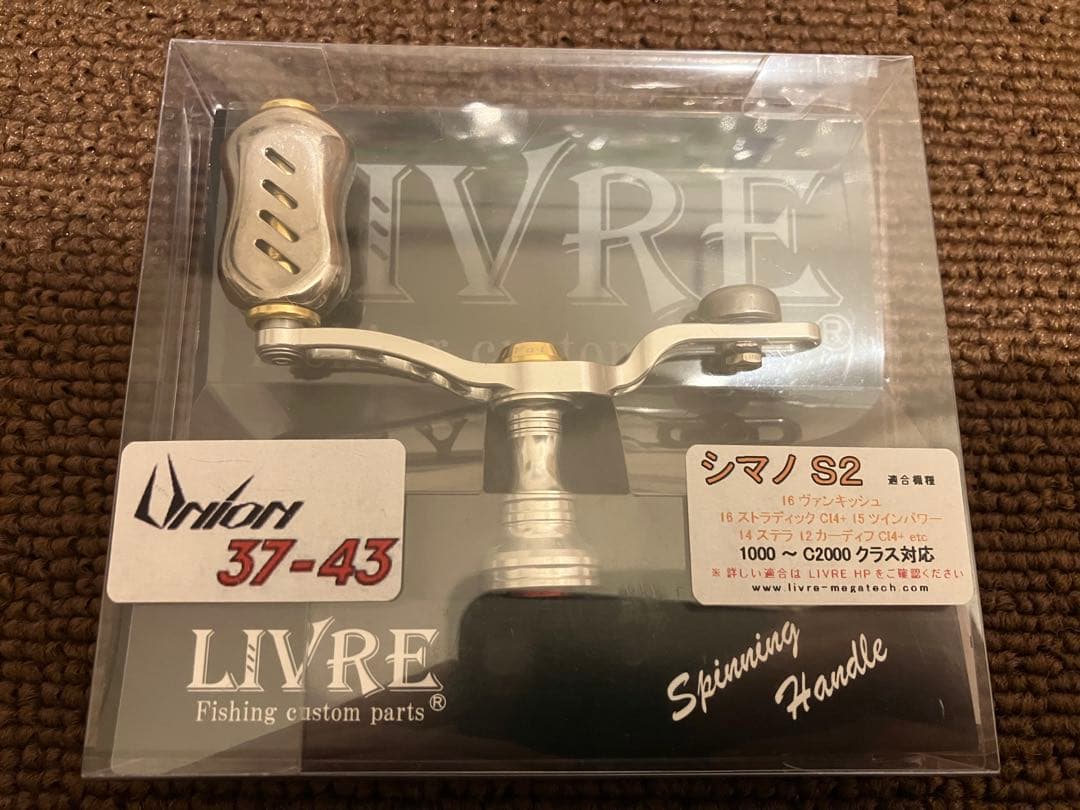 LIVRE
®
UNION
37-43
シマノ S2 適合機種
16 ヴァンキッシュ
16 ストラディック CI4+ 15 ツインパワー
14 ステラ 12 カーディフ CI4+ etc
1000 ～ C2000 クラス対応
※ 詳しい適合は LIVRE HP をご確認ください
www.livre-megatech.com
LIVRE
Fishing custom parts®
Spinning
Handle